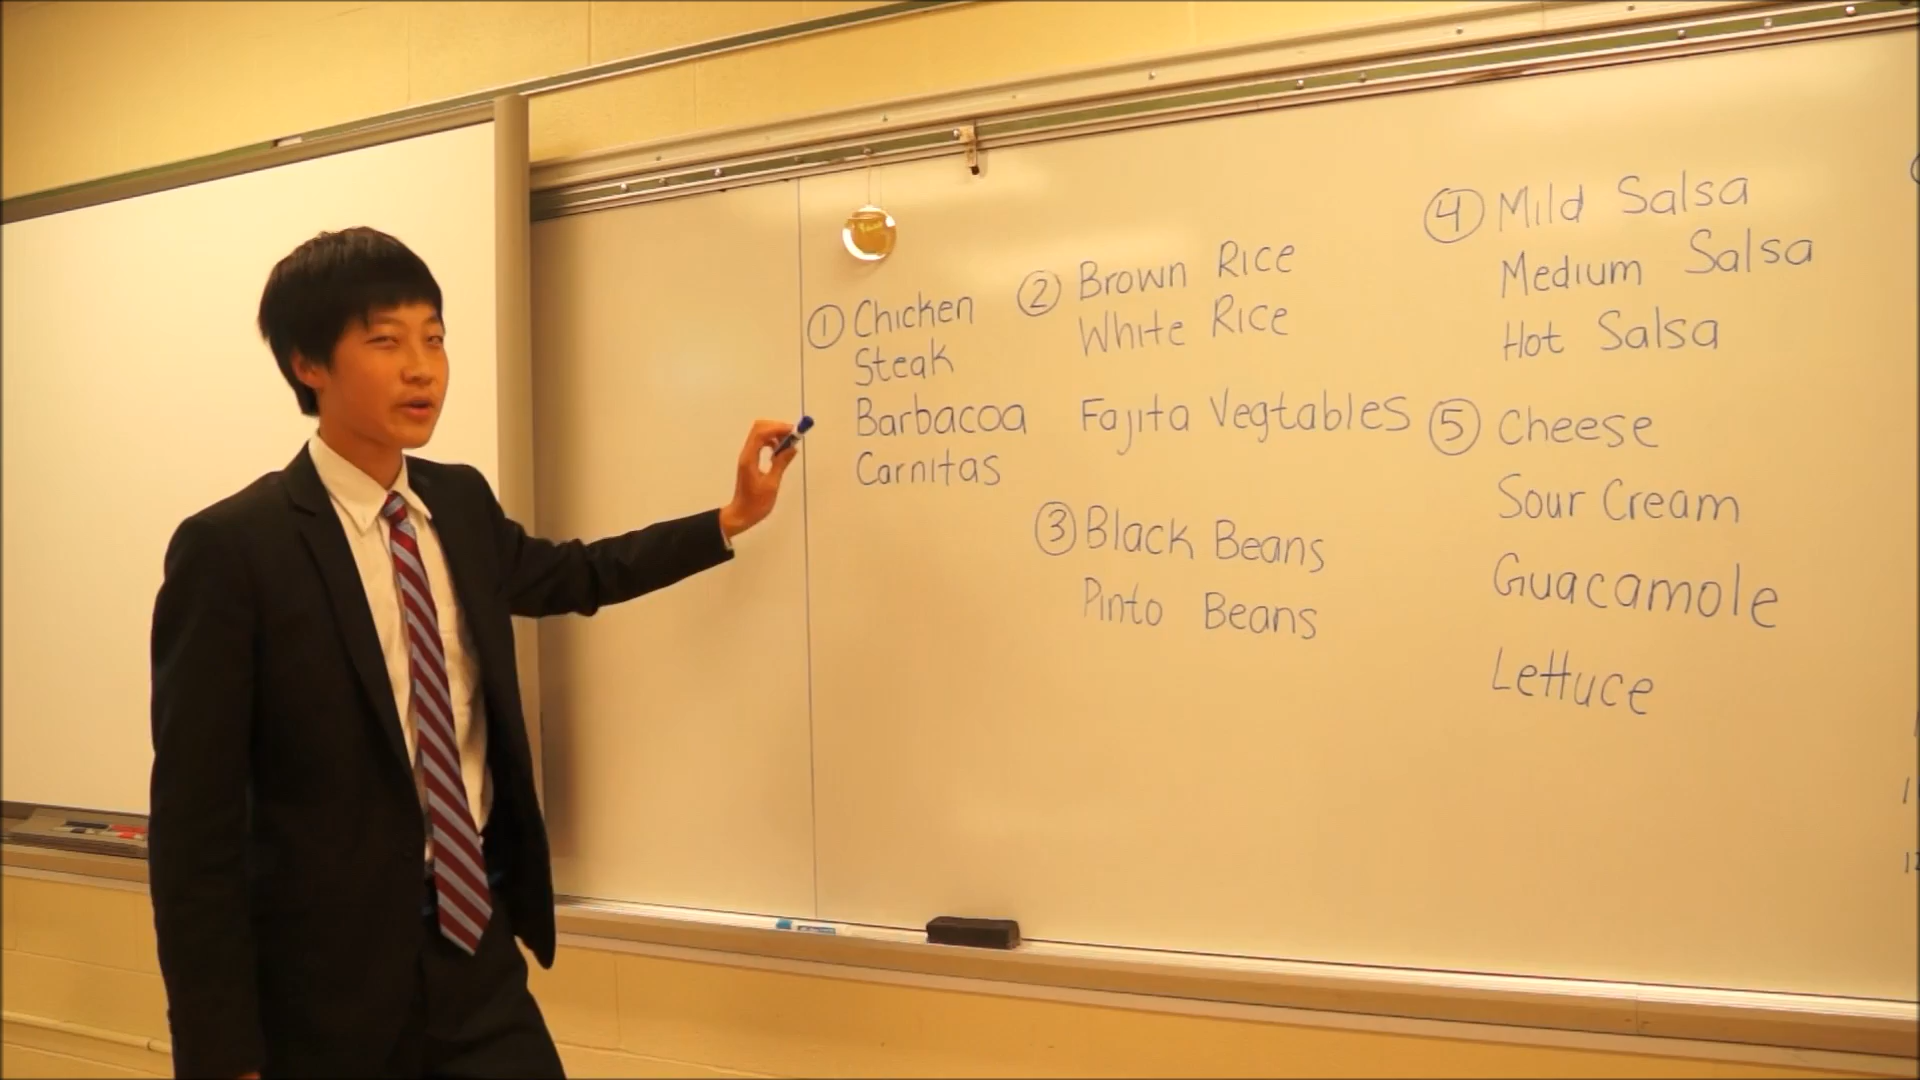 ① Chicken
Steak
Barbacoa
Carnitas
② Brown Rice
White Rice
Fajita Vegtables
③ Black Beans
Pinto Beans
④ Mild Salsa
Medium Salsa
Hot Salsa
⑤ Cheese
Sour Cream
Guacamole
Lettuce